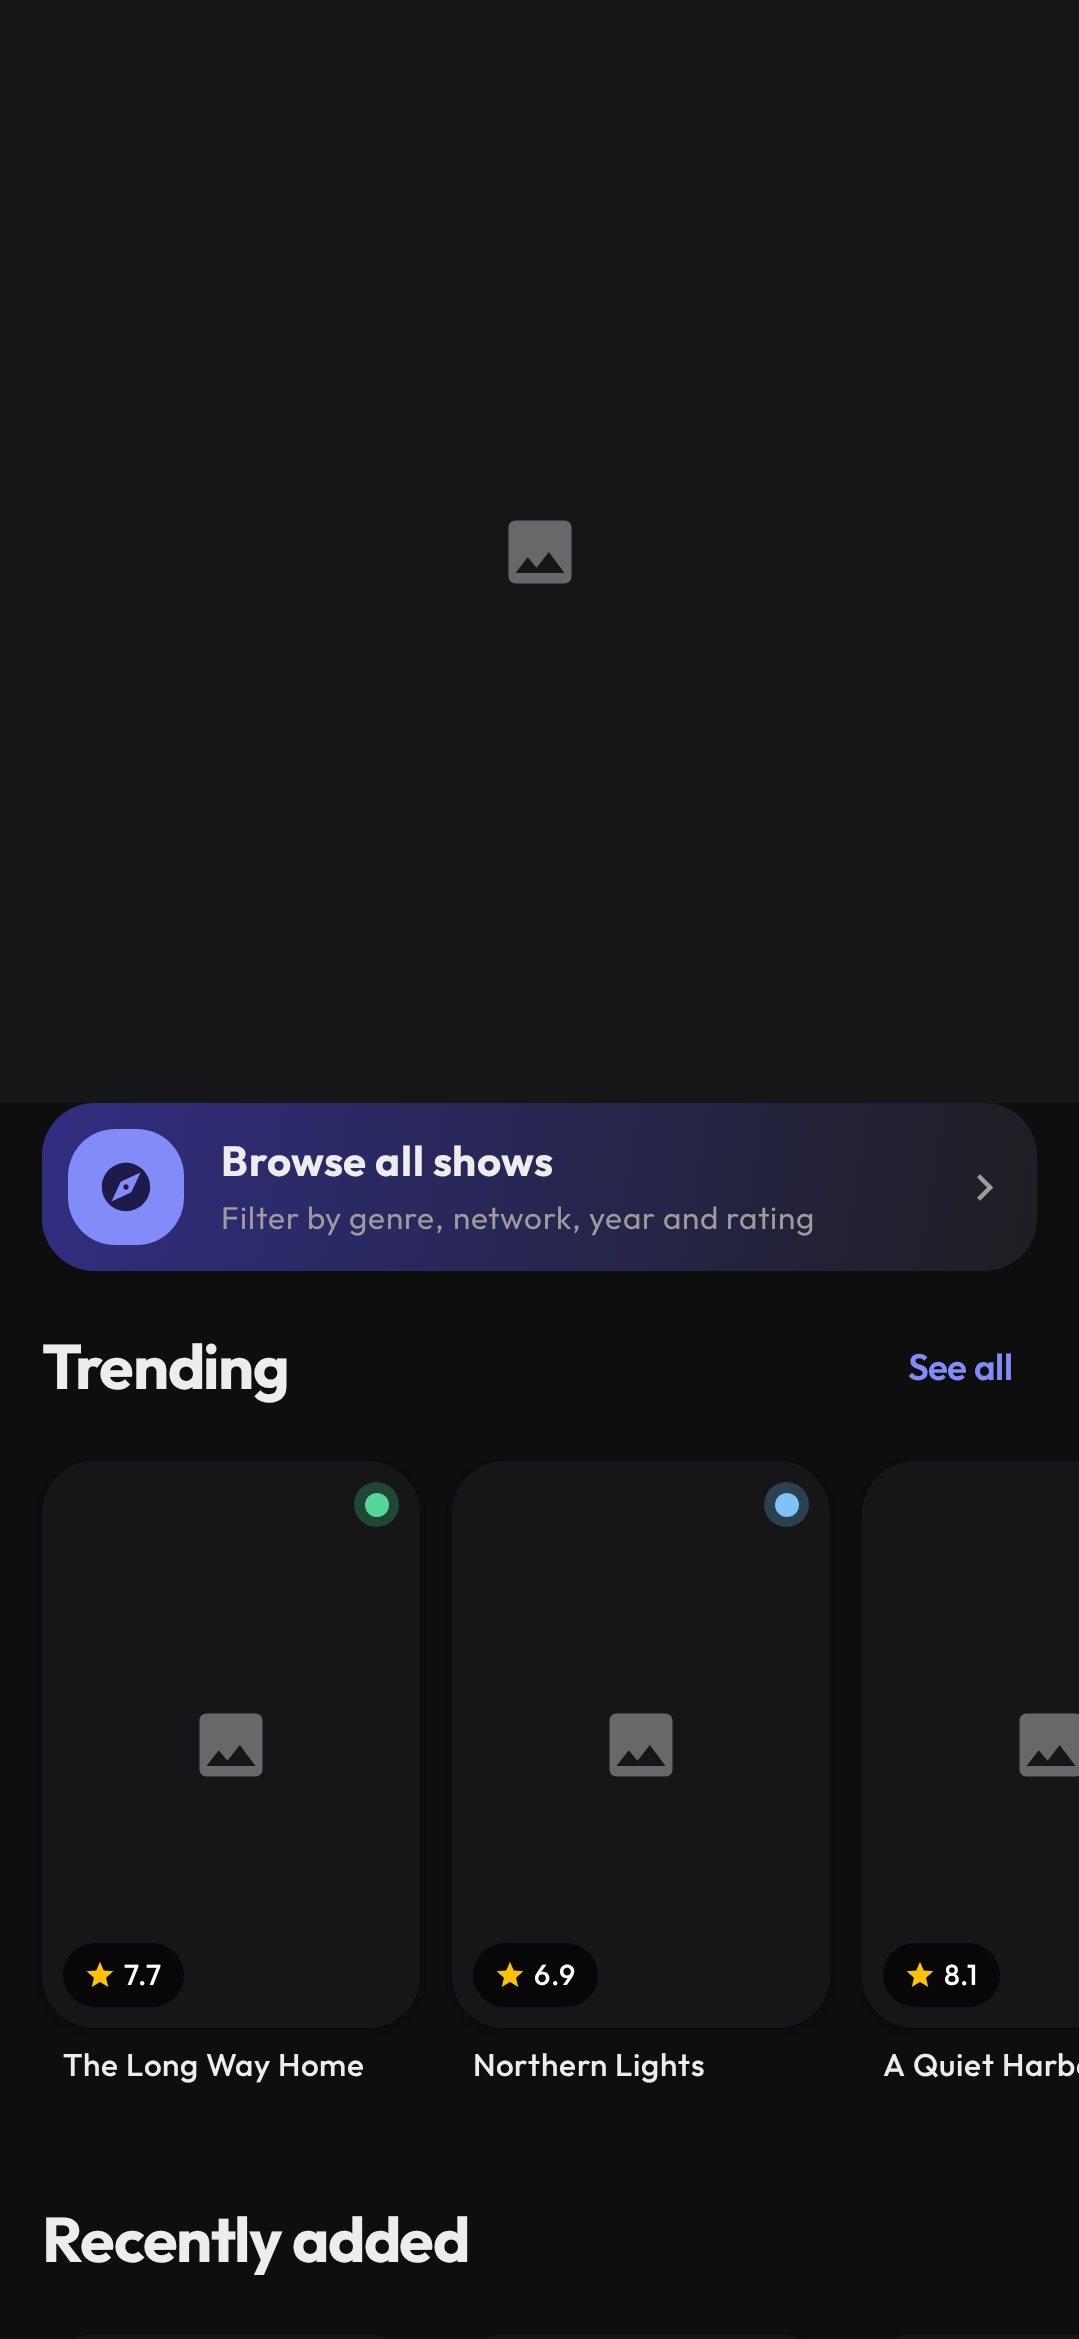 Browse all shows
Filter by genre, network, year and rating
Trending
See all
7.7
6.9
8.1
The Long Way Home
Northern Lights
A Quiet
Recently added